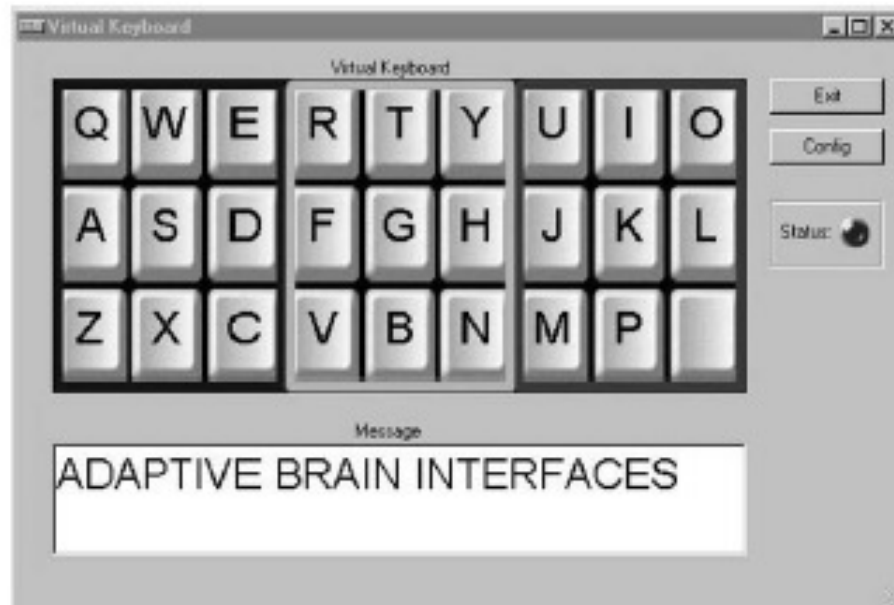 Virtual Keyboard
Virtual Keyboard
Q W E R T Y U I O
A S D F G H J K L
Z X C V B N M P
Exit
Config
Status:
Message
ADAPTIVE BRAIN INTERFACES